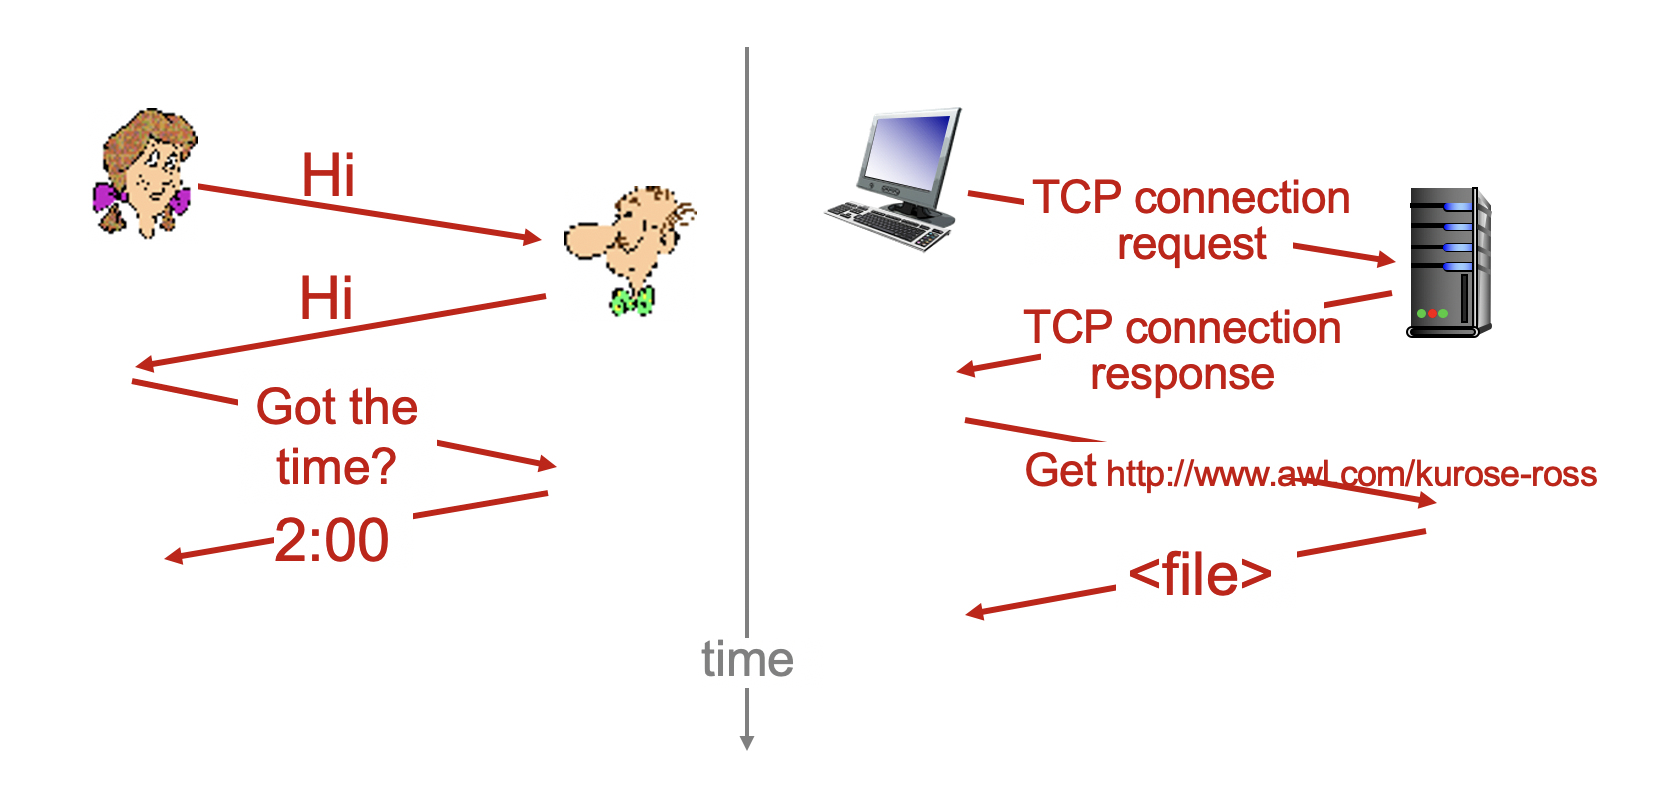 Hi
Hi
Got the
time?
2:00
time
TCP connection
request
TCP connection
response
Get http://www.awl.com/kurose-ross
<file>